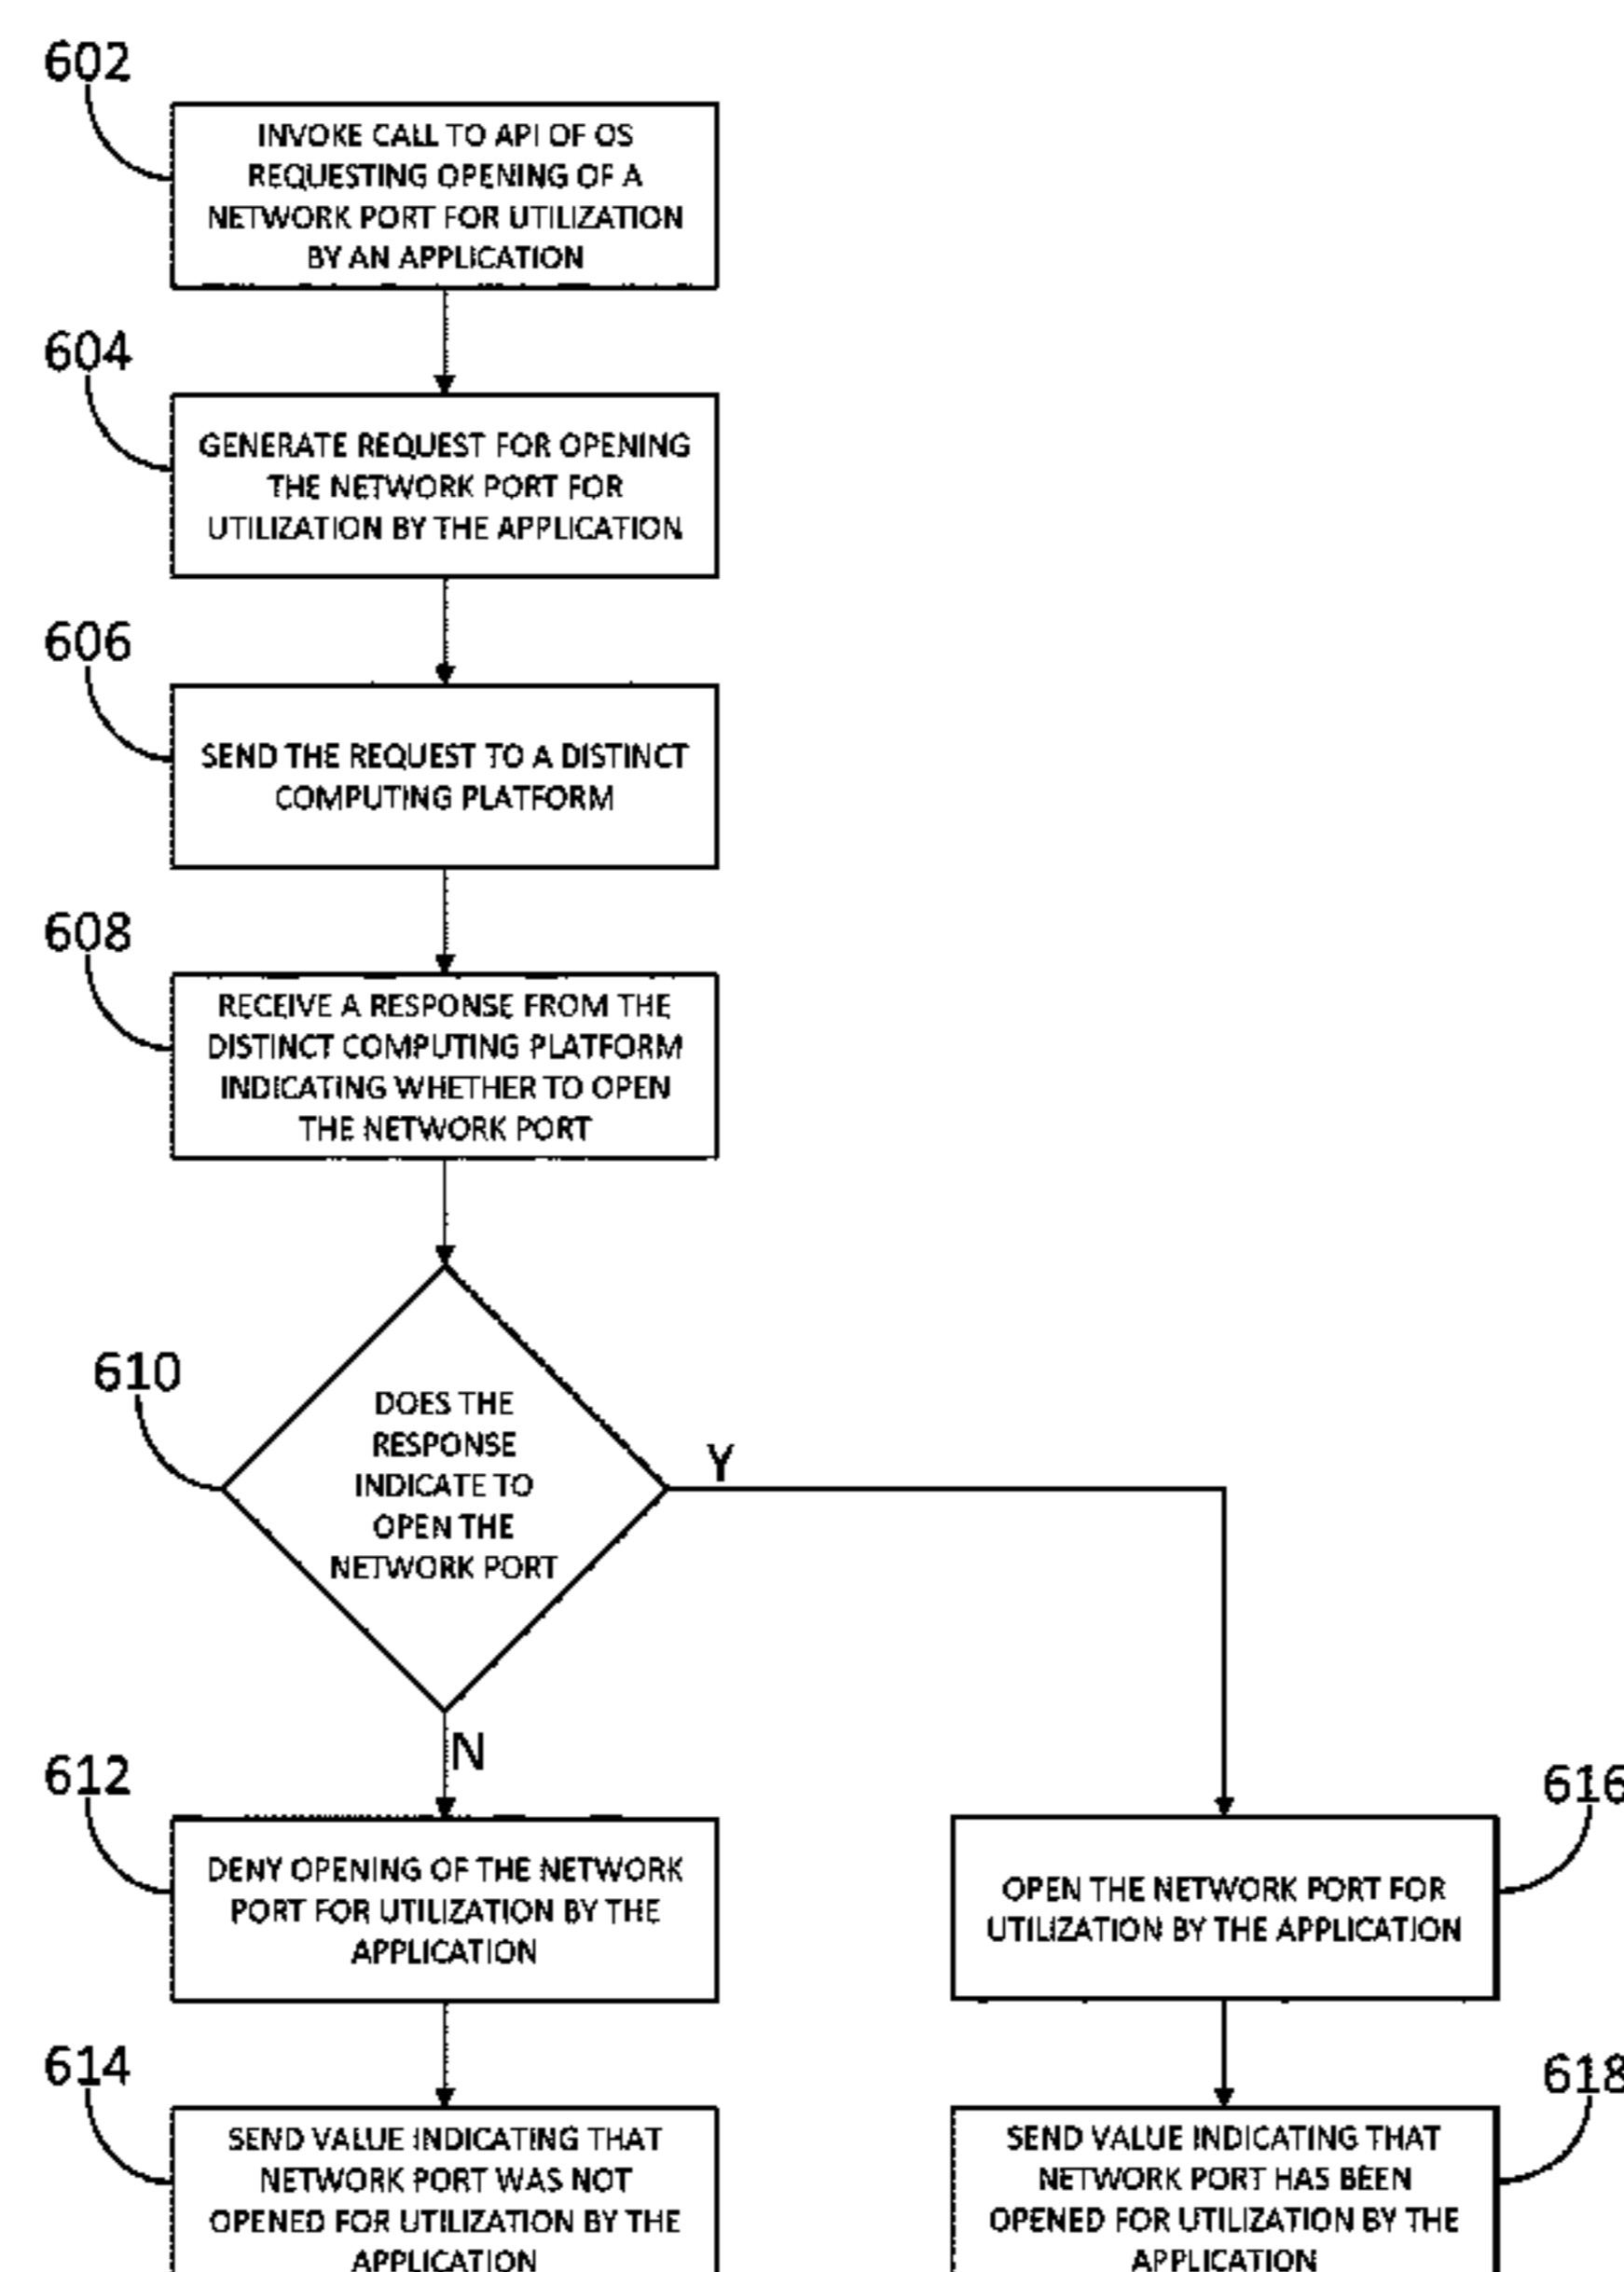 602
INVOKE CALL TO API OF OS
REQUESTING OPENING OF A
NETWORK PORT FOR UTILIZATION
BY AN APPLICATION
604
GENERATE REQUEST FOR OPENING
THE NETWORK PORT FOR
UTILIZATION BY THE APPLICATION
606
SEND THE REQUEST TO A DISTINCT
COMPUTING PLATFORM
608
RECEIVE A RESPONSE FROM THE
DISTINCT COMPUTING PLATFORM
INDICATING WHETHER TO OPEN
THE NETWORK PORT
610
DOES THE
RESPONSE
INDICATE TO
OPEN THE
NETWORK PORT
Y
N
612
DENY OPENING OF THE NETWORK
PORT FOR UTILIZATION BY THE
APPLICATION
616
OPEN THE NETWORK PORT FOR
UTILIZATION BY THE APPLICATION
614
SEND VALUE INDICATING THAT
NETWORK PORT WAS NOT
OPENED FOR UTILIZATION BY THE
APPLICATION
618
SEND VALUE INDICATING THAT
NETWORK PORT HAS BEEN
OPENED FOR UTILIZATION BY THE
APPLICATION